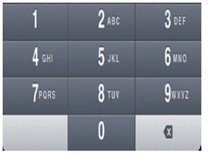 1 2 ABC 3 DEF
4 GHI 5 JKL 6 MNO
7 PQRS 8 TUV 9 WXYZ
0